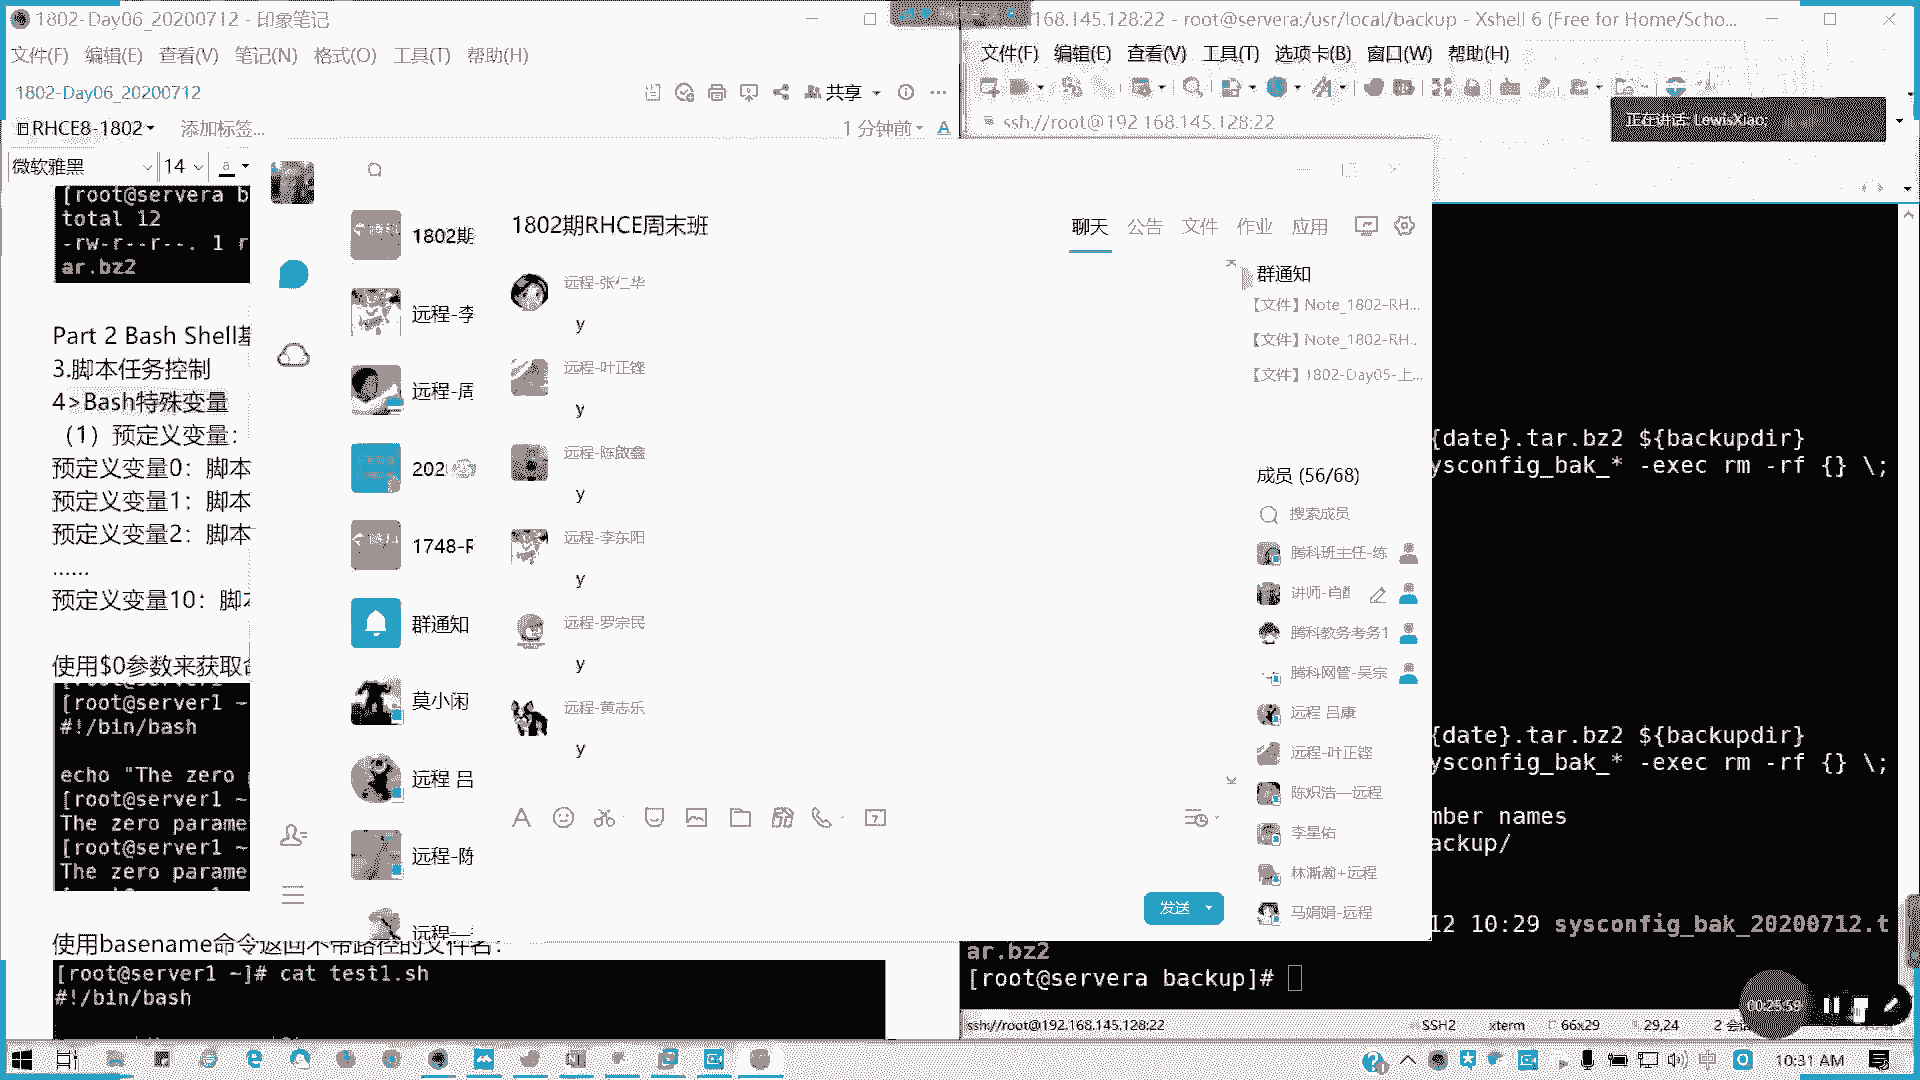 1802-Day06_20200712 - 印象笔记
文件(F) 编辑(E) 查看(V) 笔记(N) 格式(O) 工具(T) 帮助(H)
1802-Day06_20200712
共享
RHCE8-1802
添加标签...
1 分钟前
微软雅黑
14
[root@servera b
total 12
-rw-r--r--. 1 r
ar.bz2
Part 2 Bash Shell
3.脚本任务控制
4>Bash特殊变量
（1）预定义变量：
预定义变量0：脚本
预定义变量1：脚本
预定义变量2：脚本
......
预定义变量10：脚
使用$0参数来获取
[root@server1 ~
#!/bin/bash
echo "The zero
[root@server1 ~
The zero parame
[root@server1 ~
The zero parame
使用basename命令返回不带路径的文件名：
[root@server1 ~]# cat test1.sh
#!/bin/bash
1802期
远程-李
远程-周
202
1748-R
群通知
莫小闲
远程 吕
远程-陈
远程—
1802期RHCE周末班
聊天 公告 文件 作业 应用
远程-张仁华
y
远程-叶正铿
y
y
远程-李东阳
y
远程-罗宗民
y
远程-黄志乐
y
发送
群通知
【文件】Note_1802-RH...
【文件】Note_1802-RH...
【文件】1802-Day05-上...
成员 (56/68)
搜索成员
腾科班主任-练
讲师-肖
腾科教务考务1
腾科网管-吴宗
远程 吕康
远程-叶正铿
陈炽浩—远程
李星佑
林渐瀚+远程
马娟娟-远程
168.145.128:22 - root@servera:/usr/local/backup - Xshell 6 (Free for Home/Scho...
文件(F) 编辑(E) 查看(V) 工具(T) 选项卡(B) 窗口(W) 帮助(H)
ssh://root@192.168.145.128:22
正在讲话: LewisXiao;
{date}.tar.bz2 ${backupdir}
ysconfig_bak_* -exec rm -rf {} \;
{date}.tar.bz2 ${backupdir}
ysconfig_bak_* -exec rm -rf {} \;
mber names
ackup/
12 10:29 sysconfig_bak_20200712.t
ar.bz2
[root@servera backup]#
00:25:59
ssh://root@192.168.145.128:22
SSH2
xterm
66x29
29,24
2 会
中
10:31 AM